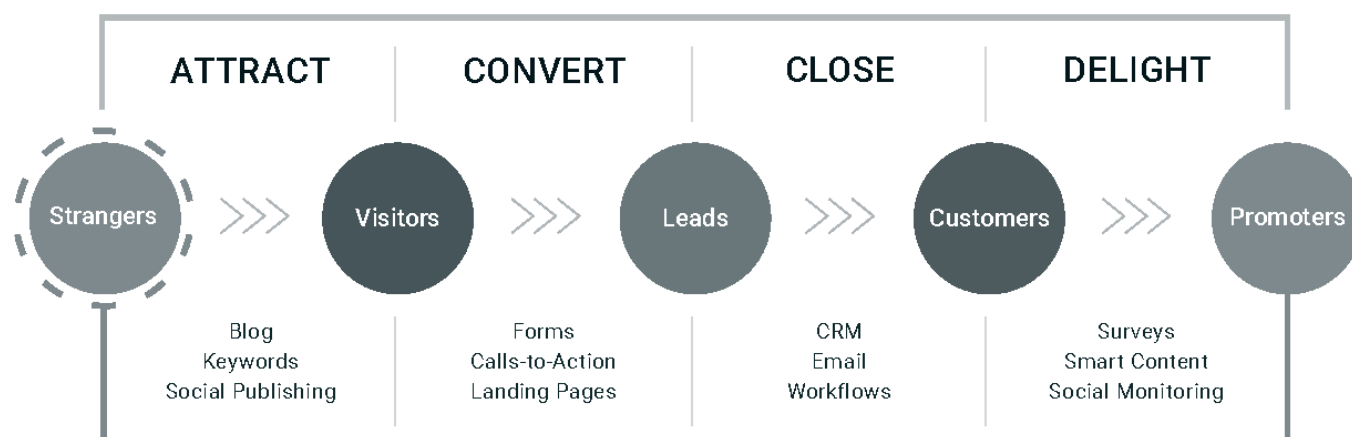 ATTRACT
CONVERT
CLOSE
DELIGHT
Strangers
Visitors
Leads
Customers
Promoters
Blog
Keywords
Social Publishing
Forms
Calls-to-Action
Landing Pages
CRM
Email
Workflows
Surveys
Smart Content
Social Monitoring